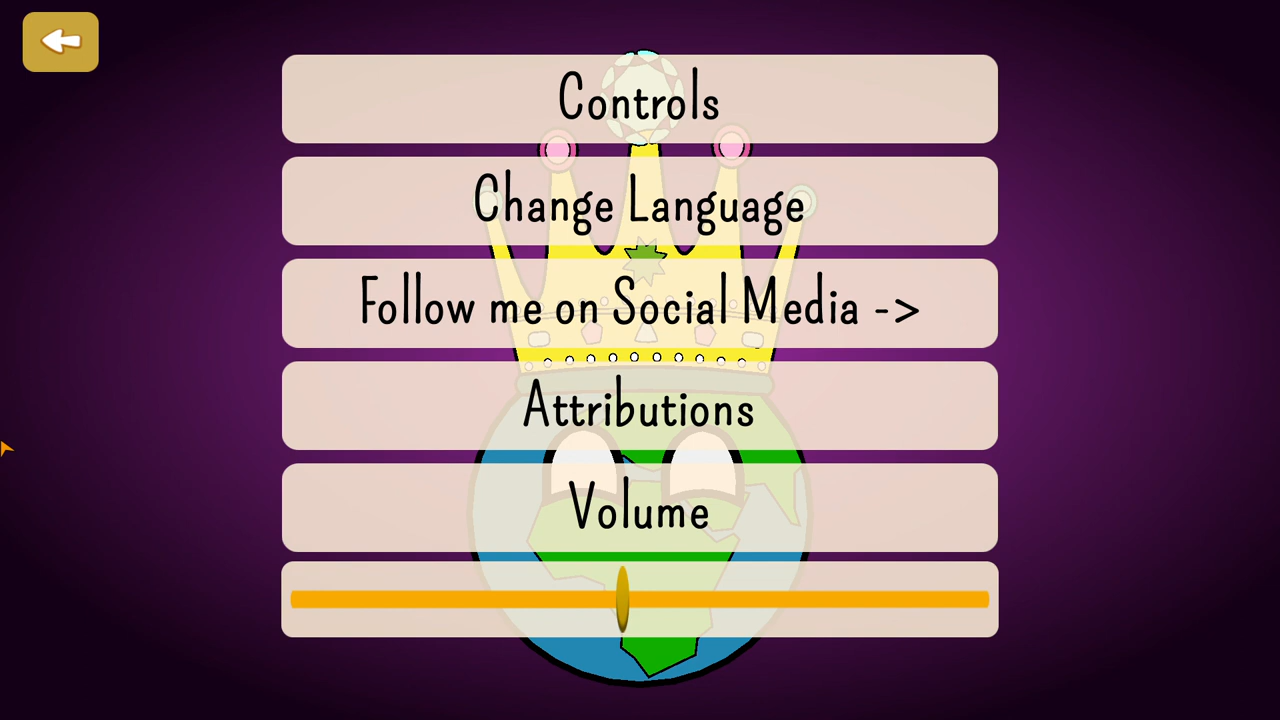 Controls
Change Language
Follow me on Social Media ->
Attributions
Volume